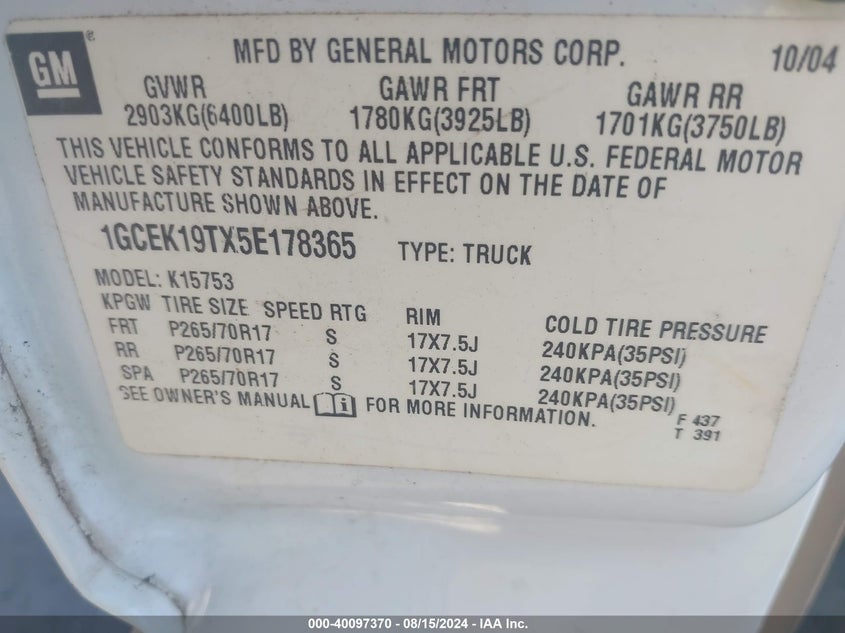 GM®
MFD BY GENERAL MOTORS CORP. 10/04
GVWR GAWR FRT GAWR RR
2903KG(6400LB) 1780KG(3925LB) 1701KG(3750LB)
THIS VEHICLE CONFORMS TO ALL APPLICABLE U.S. FEDERAL MOTOR
VEHICLE SAFETY STANDARDS IN EFFECT ON THE DATE OF
MANUFACTURE SHOWN ABOVE.
1GCEK19TX5E178365 TYPE: TRUCK
MODEL: K15753
KPGW TIRE SIZE SPEED RTG RIM COLD TIRE PRESSURE
FRT P265/70R17 S 17X7.5J 240KPA(35PSI)
RR P265/70R17 S 17X7.5J 240KPA(35PSI)
SPA P265/70R17 S 17X7.5J 240KPA(35PSI)
SEE OWNER'S MANUAL i FOR MORE INFORMATION.
F 437
T 391
000-40097370 - 08/15/2024 - IAA Inc.